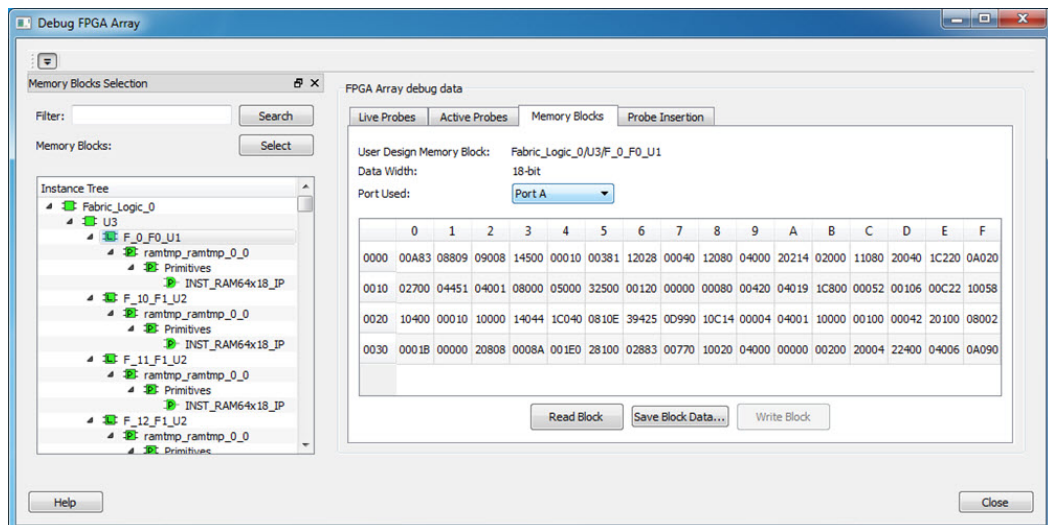 Debug FPGA Array
Memory Blocks Selection
Filter:
Search
Memory Blocks:
Select
Instance Tree
Fabric_Logic_0
U3
F_0_F0_U1
ramtmp_ramtmp_0_0
Primitives
INST_RAM64x18_IP
F_10_F1_U2
ramtmp_ramtmp_0_0
Primitives
INST_RAM64x18_IP
F_11_F1_U2
ramtmp_ramtmp_0_0
Primitives
INST_RAM64x18_IP
F_12_F1_U2
ramtmp_ramtmp_0_0
Primitives
FPGA Array debug data
Live Probes Active Probes Memory Blocks Probe Insertion
User Design Memory Block: Fabric_Logic_0/U3/F_0_F0_U1
Data Width: 18-bit
Port Used: Port A
0 1 2 3 4 5 6 7 8 9 A B C D E F
0000 00A83 08809 09008 14500 00010 00381 12028 00040 12080 04000 20214 02000 11080 20040 1C220 0A020
0010 02700 04451 04001 08000 05000 32500 00120 00000 00080 00420 04019 1C800 00052 00106 00C22 10058
0020 10400 00010 10000 14044 1C040 0810E 39425 0D990 10C14 00004 04001 10000 00100 00042 20100 08002
0030 0001B 00000 20808 0008A 001E0 28100 02883 00770 10020 04000 00000 00200 20004 22400 04006 0A090
Read Block Save Block Data... Write Block
Help
Close